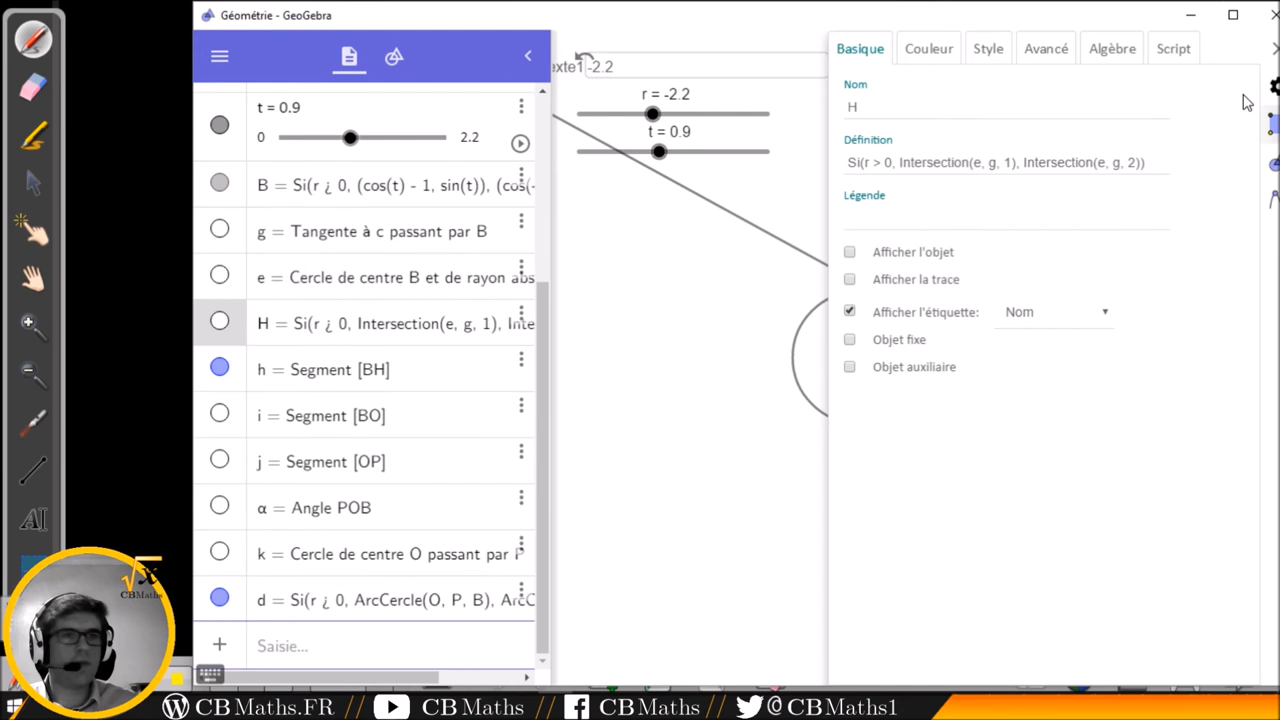 Géométrie - GeoGebra
Basique Couleur Style Avancé Algèbre Script
exte1 -2.2
r = -2.2
t = 0.9
t = 0.9
0 2.2
B = Si(r ¿ 0, (cos(t) - 1, sin(t)), (cos(-
g = Tangente à c passant par B
e = Cercle de centre B et de rayon abs
H = Si(r ¿ 0, Intersection(e, g, 1), Inte
h = Segment [BH]
i = Segment [BO]
j = Segment [OP]
α = Angle POB
k = Cercle de centre O passant par P
d = Si(r ¿ 0, ArcCercle(O, P, B), ArcC
Saisie...
Nom
H
Définition
Si(r > 0, Intersection(e, g, 1), Intersection(e, g, 2))
Légende
Afficher l'objet
Afficher la trace
Afficher l'étiquette: Nom
Objet fixe
Objet auxiliaire
AI
√x
CBMaths
CBMaths.FR // CBMaths // CBMaths // @CBMaths1